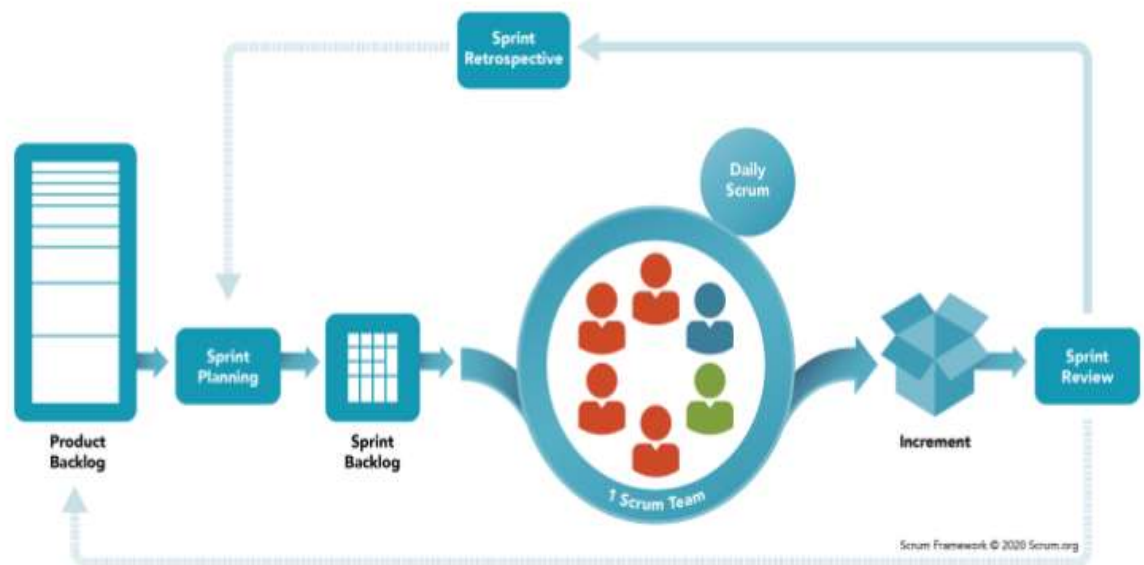 Sprint
Retrospective
Daily
Scrum
Sprint
Planning
Sprint
Review
Product
Backlog
Sprint
Backlog
Increment
1 Scrum Team
Scrum Framework © 2020 Scrum.org